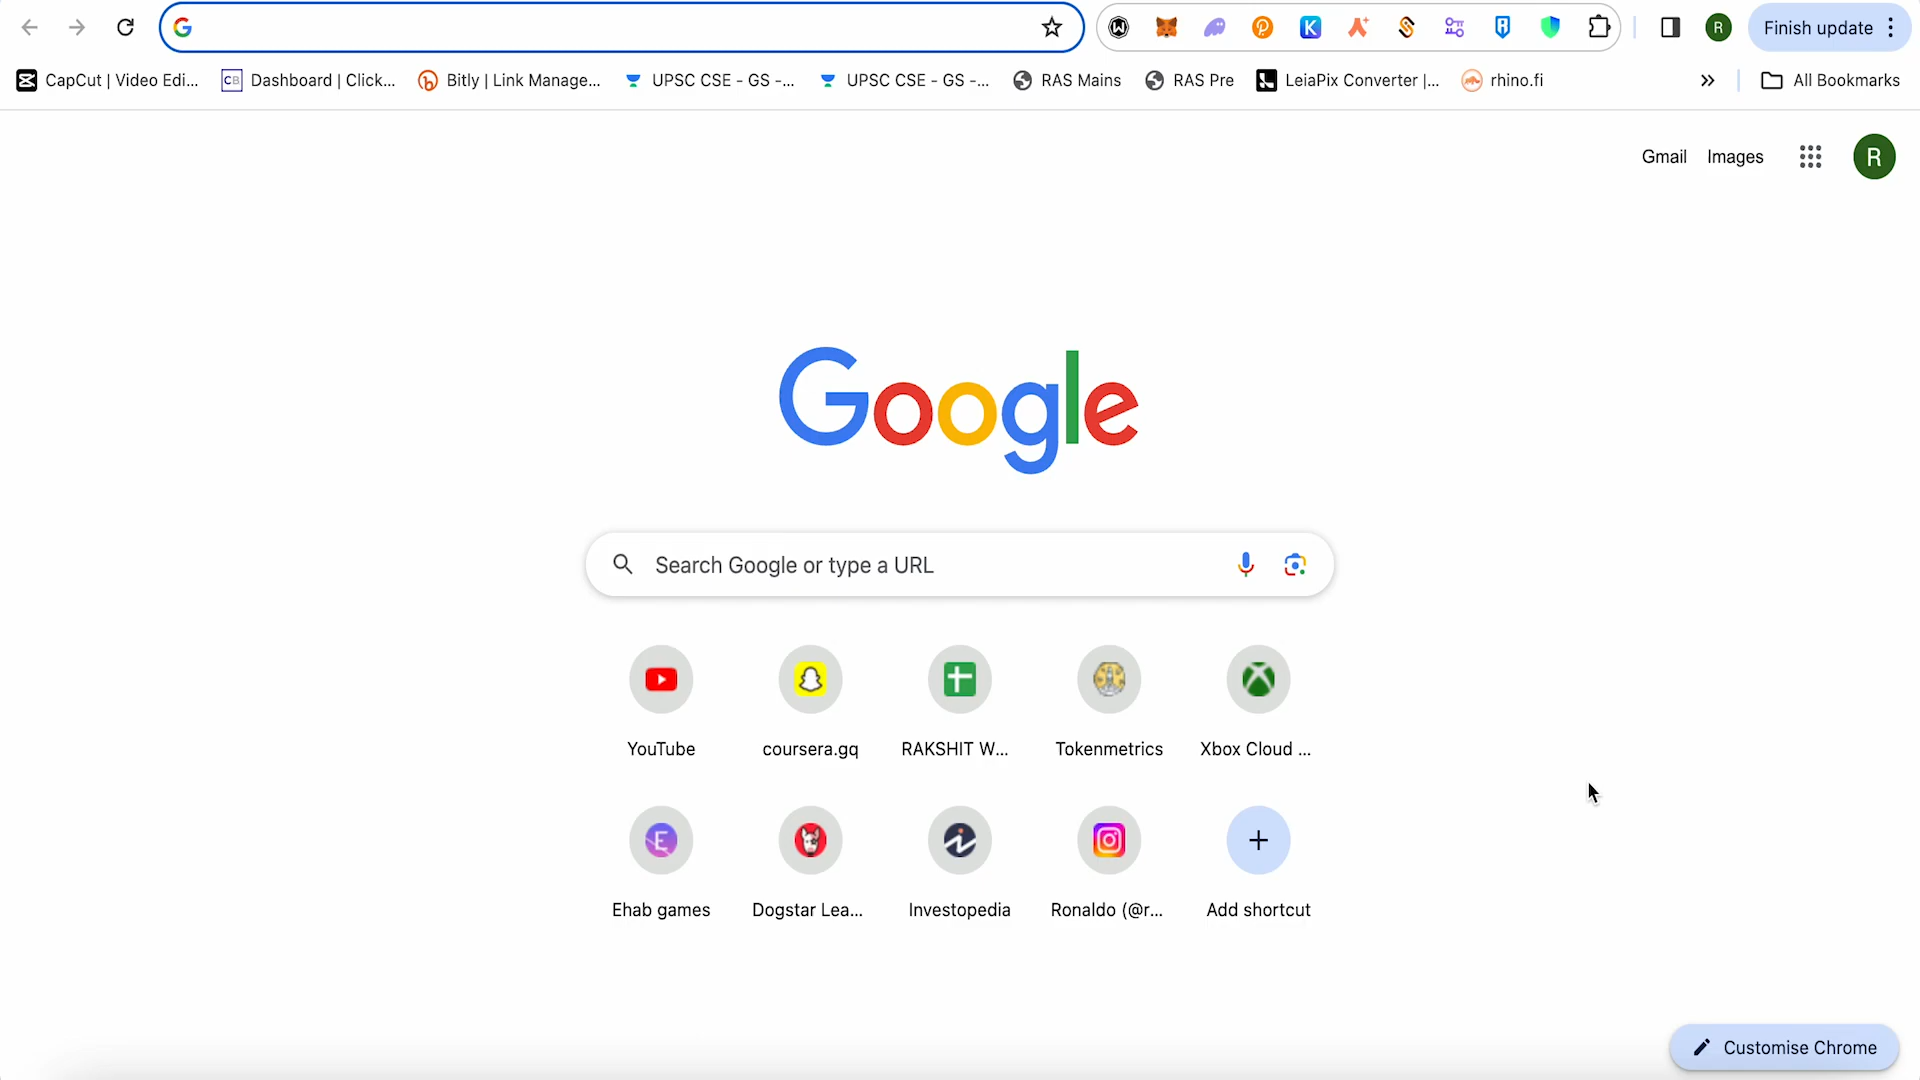 R
Finish update
CapCut | Video Edi...
CB
Dashboard | Click...
Bitly | Link Manage...
UPSC CSE - GS -...
UPSC CSE - GS -...
RAS Mains
RAS Pre
LeiaPix Converter |...
rhino.fi
All Bookmarks
Gmail
Images
R
Google
Search Google or type a URL
YouTube
coursera.gq
RAKSHIT W...
Tokenmetrics
Xbox Cloud ...
E
Ehab games
Dogstar Lea...
Investopedia
Ronaldo (@r...
Add shortcut
Customise Chrome